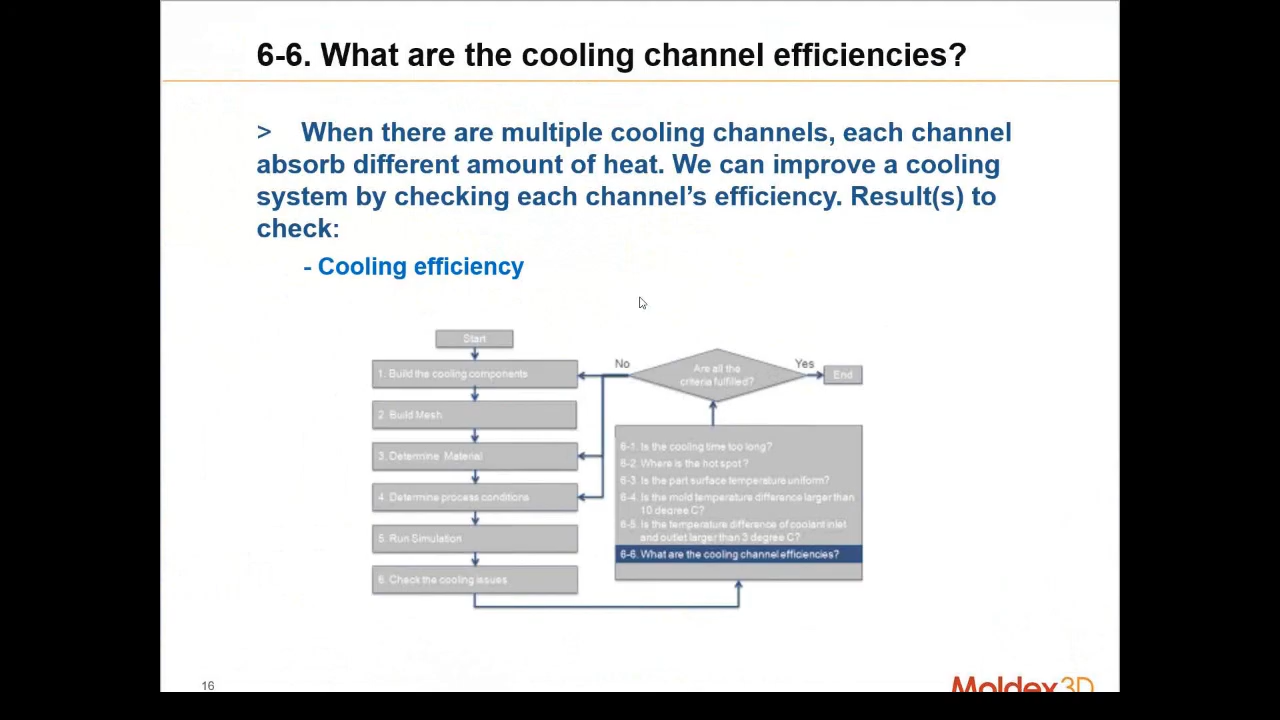 6-6. What are the cooling channel efficiencies?
> When there are multiple cooling channels, each channel
absorb different amount of heat. We can improve a cooling
system by checking each channel's efficiency. Result(s) to
check:
- Cooling efficiency
Start
1. Build the cooling components
2. Build Mesh
3. Determine Material
4. Determine process conditions
5. Run Simulation
6. Check the cooling issues
No
Are all the
criteria fulfilled?
Yes
End
6-1. Is the cooling time too long?
6-2. Where is the hot spot?
6-3. Is the part surface temperature uniform?
6-4. Is the mold temperature difference larger than
10 degree C?
6-5. Is the temperature difference of coolant inlet
and outlet larger than 3 degree C?
6-6. What are the cooling channel efficiencies?
16
Moldex3D